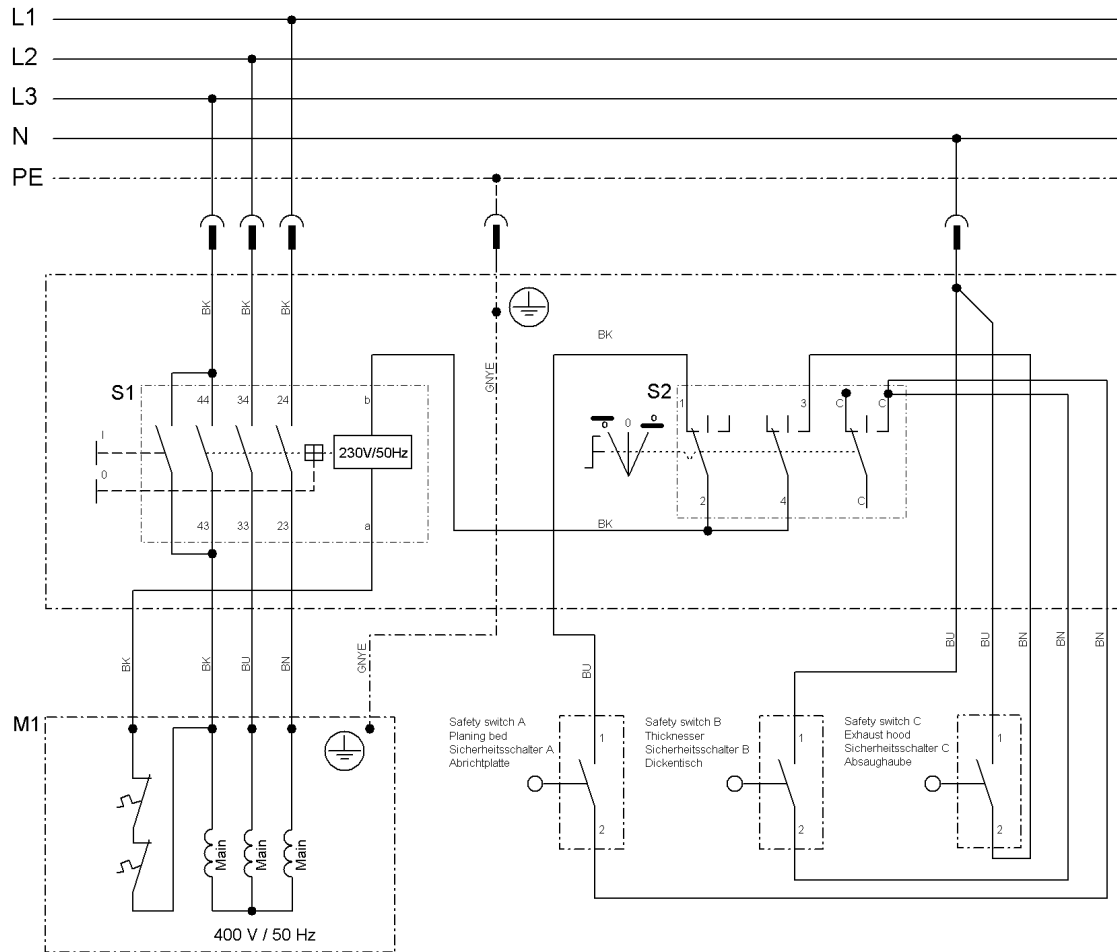 L1
L2
L3
N
PE
BK
BK
BK
GNYE
BK
S1
44
34
24
b
I
0
230V/50Hz
43
33
23
a
S2
1
3
C
C
0
0
0
2
4
C
BK
BK
BK
BU
BN
GNYE
BU
BU
BU
BN
BN
BN
M1
Safety switch A
Planing bed
Sicherheitsschalter A
Abrichtplatte
1
2
Safety switch B
Thicknesser
Sicherheitsschalter B
Dickentisch
1
2
Safety switch C
Exhaust hood
Sicherheitsschalter C
Absaughaube
1
2
Main
Main
Main
400 V / 50 Hz